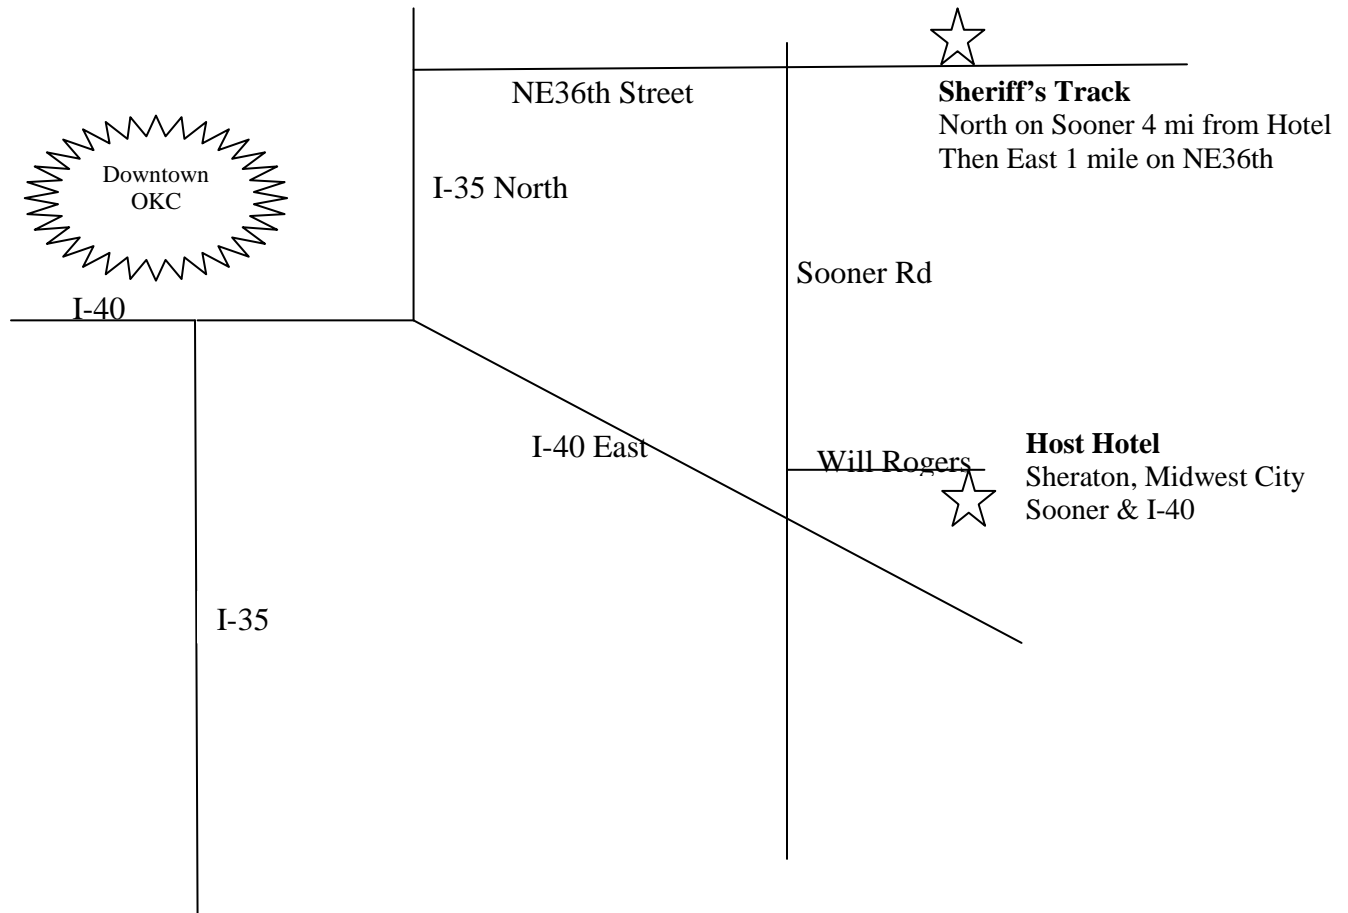 NE36th Street
Sheriff's Track
North on Sooner 4 mi from Hotel
Then East 1 mile on NE36th
Downtown
OKC
I-35 North
Sooner Rd
I-40
I-40 East
Will Rogers
Host Hotel
Sheraton, Midwest City
Sooner & I-40
I-35